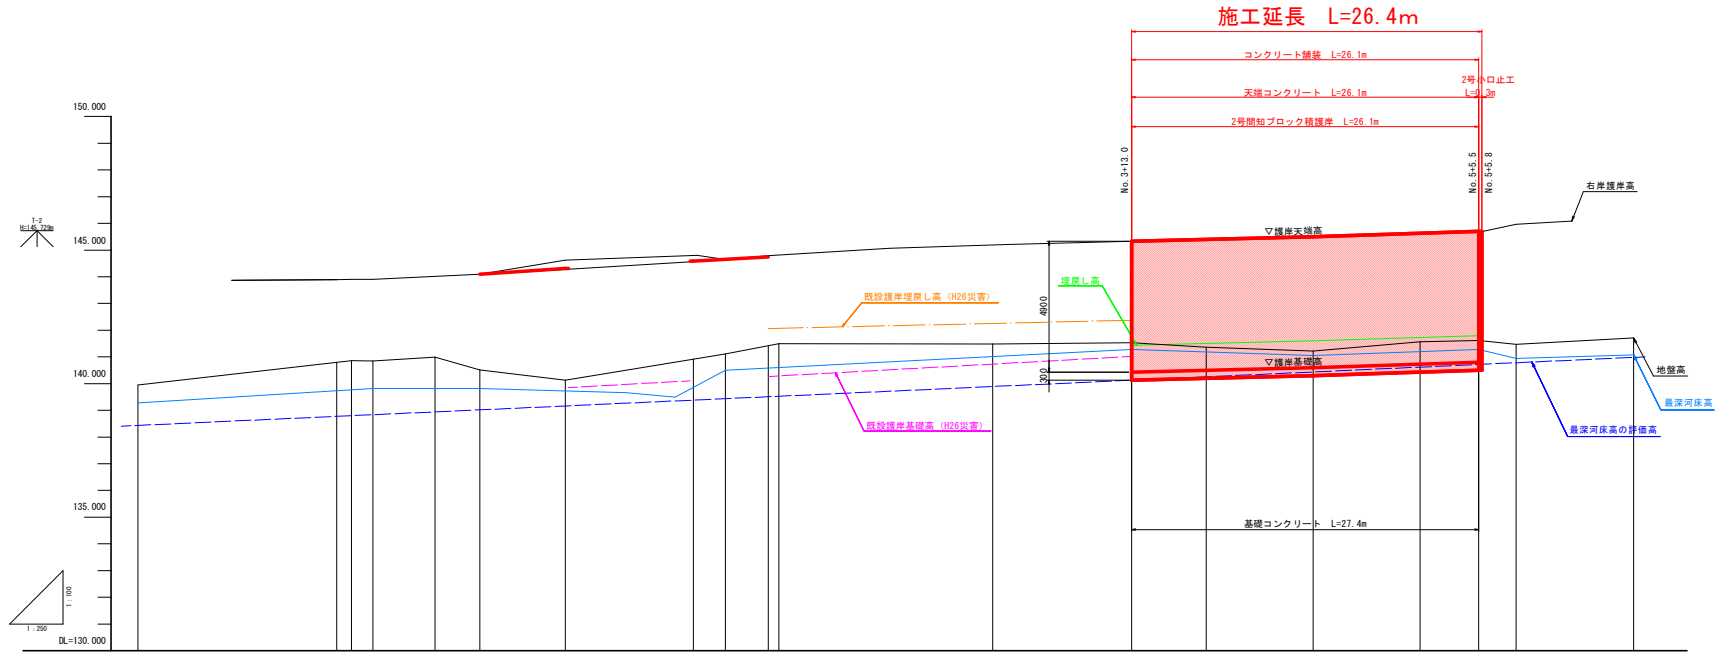 施工延長　L=26.4m
コンクリート舗装　L=26.1m
2号小口止工
L=0.3m
天端コンクリート　L=26.1m
2号間知ブロック積護岸　L=26.1m
150.000
No.3+13.0
No.5+5.5
No.5+5.8
右岸護岸高
T-2
H=145.729m
145.000
▽護岸天端高
埋戻し高
既設護岸埋戻し高（H26災害）
4900
▽護岸基礎高
300
140.000
地盤高
最深河床高
既設護岸基礎高（H26災害）
最深河床高の評価高
135.000
基礎コンクリート　L=27.4m
1：100
1：250
DL=130.000